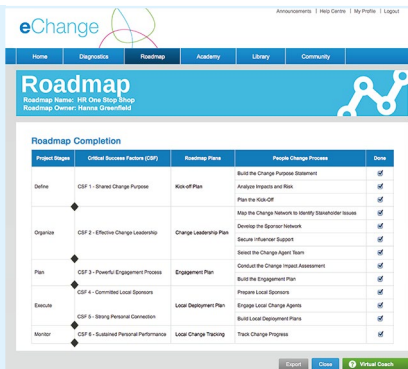 Announcements | Help Centre | My Profile | Logout
eChange
Home Diagnostics Roadmap Academy Library Community
Roadmap
Roadmap Name: HR One Stop Shop
Roadmap Owner: Hanna Greenfield
Roadmap Completion
Project Stages Critical Success Factors (CSF) Roadmap Plans People Change Process Done
Build the Change Purpose Statement
Define CSF 1 - Shared Change Purpose Kick-off Plan Analyze Impacts and Risk
Plan the Kick-Off
Map the Change Network to Identify Stakeholder Issues
Develop the Sponsor Network
Organize CSF 2 - Effective Change Leadership Change Leadership Plan
Secure Influencer Support
Select the Change Agent Team
Conduct the Change Impact Assessment
Plan CSF 3 - Powerful Engagement Process Engagement Plan
Build the Engagement Plan
CSF 4 - Committed Local Sponsors Prepare Local Sponsors
Execute Local Deployment Plan Engage Local Change Agents
CSF 5 - Strong Personal Connection Build Local Deployment Plans
Monitor CSF 6 - Sustained Personal Performance Local Change Tracking Track Change Progress
Export Close ? Virtual Coach